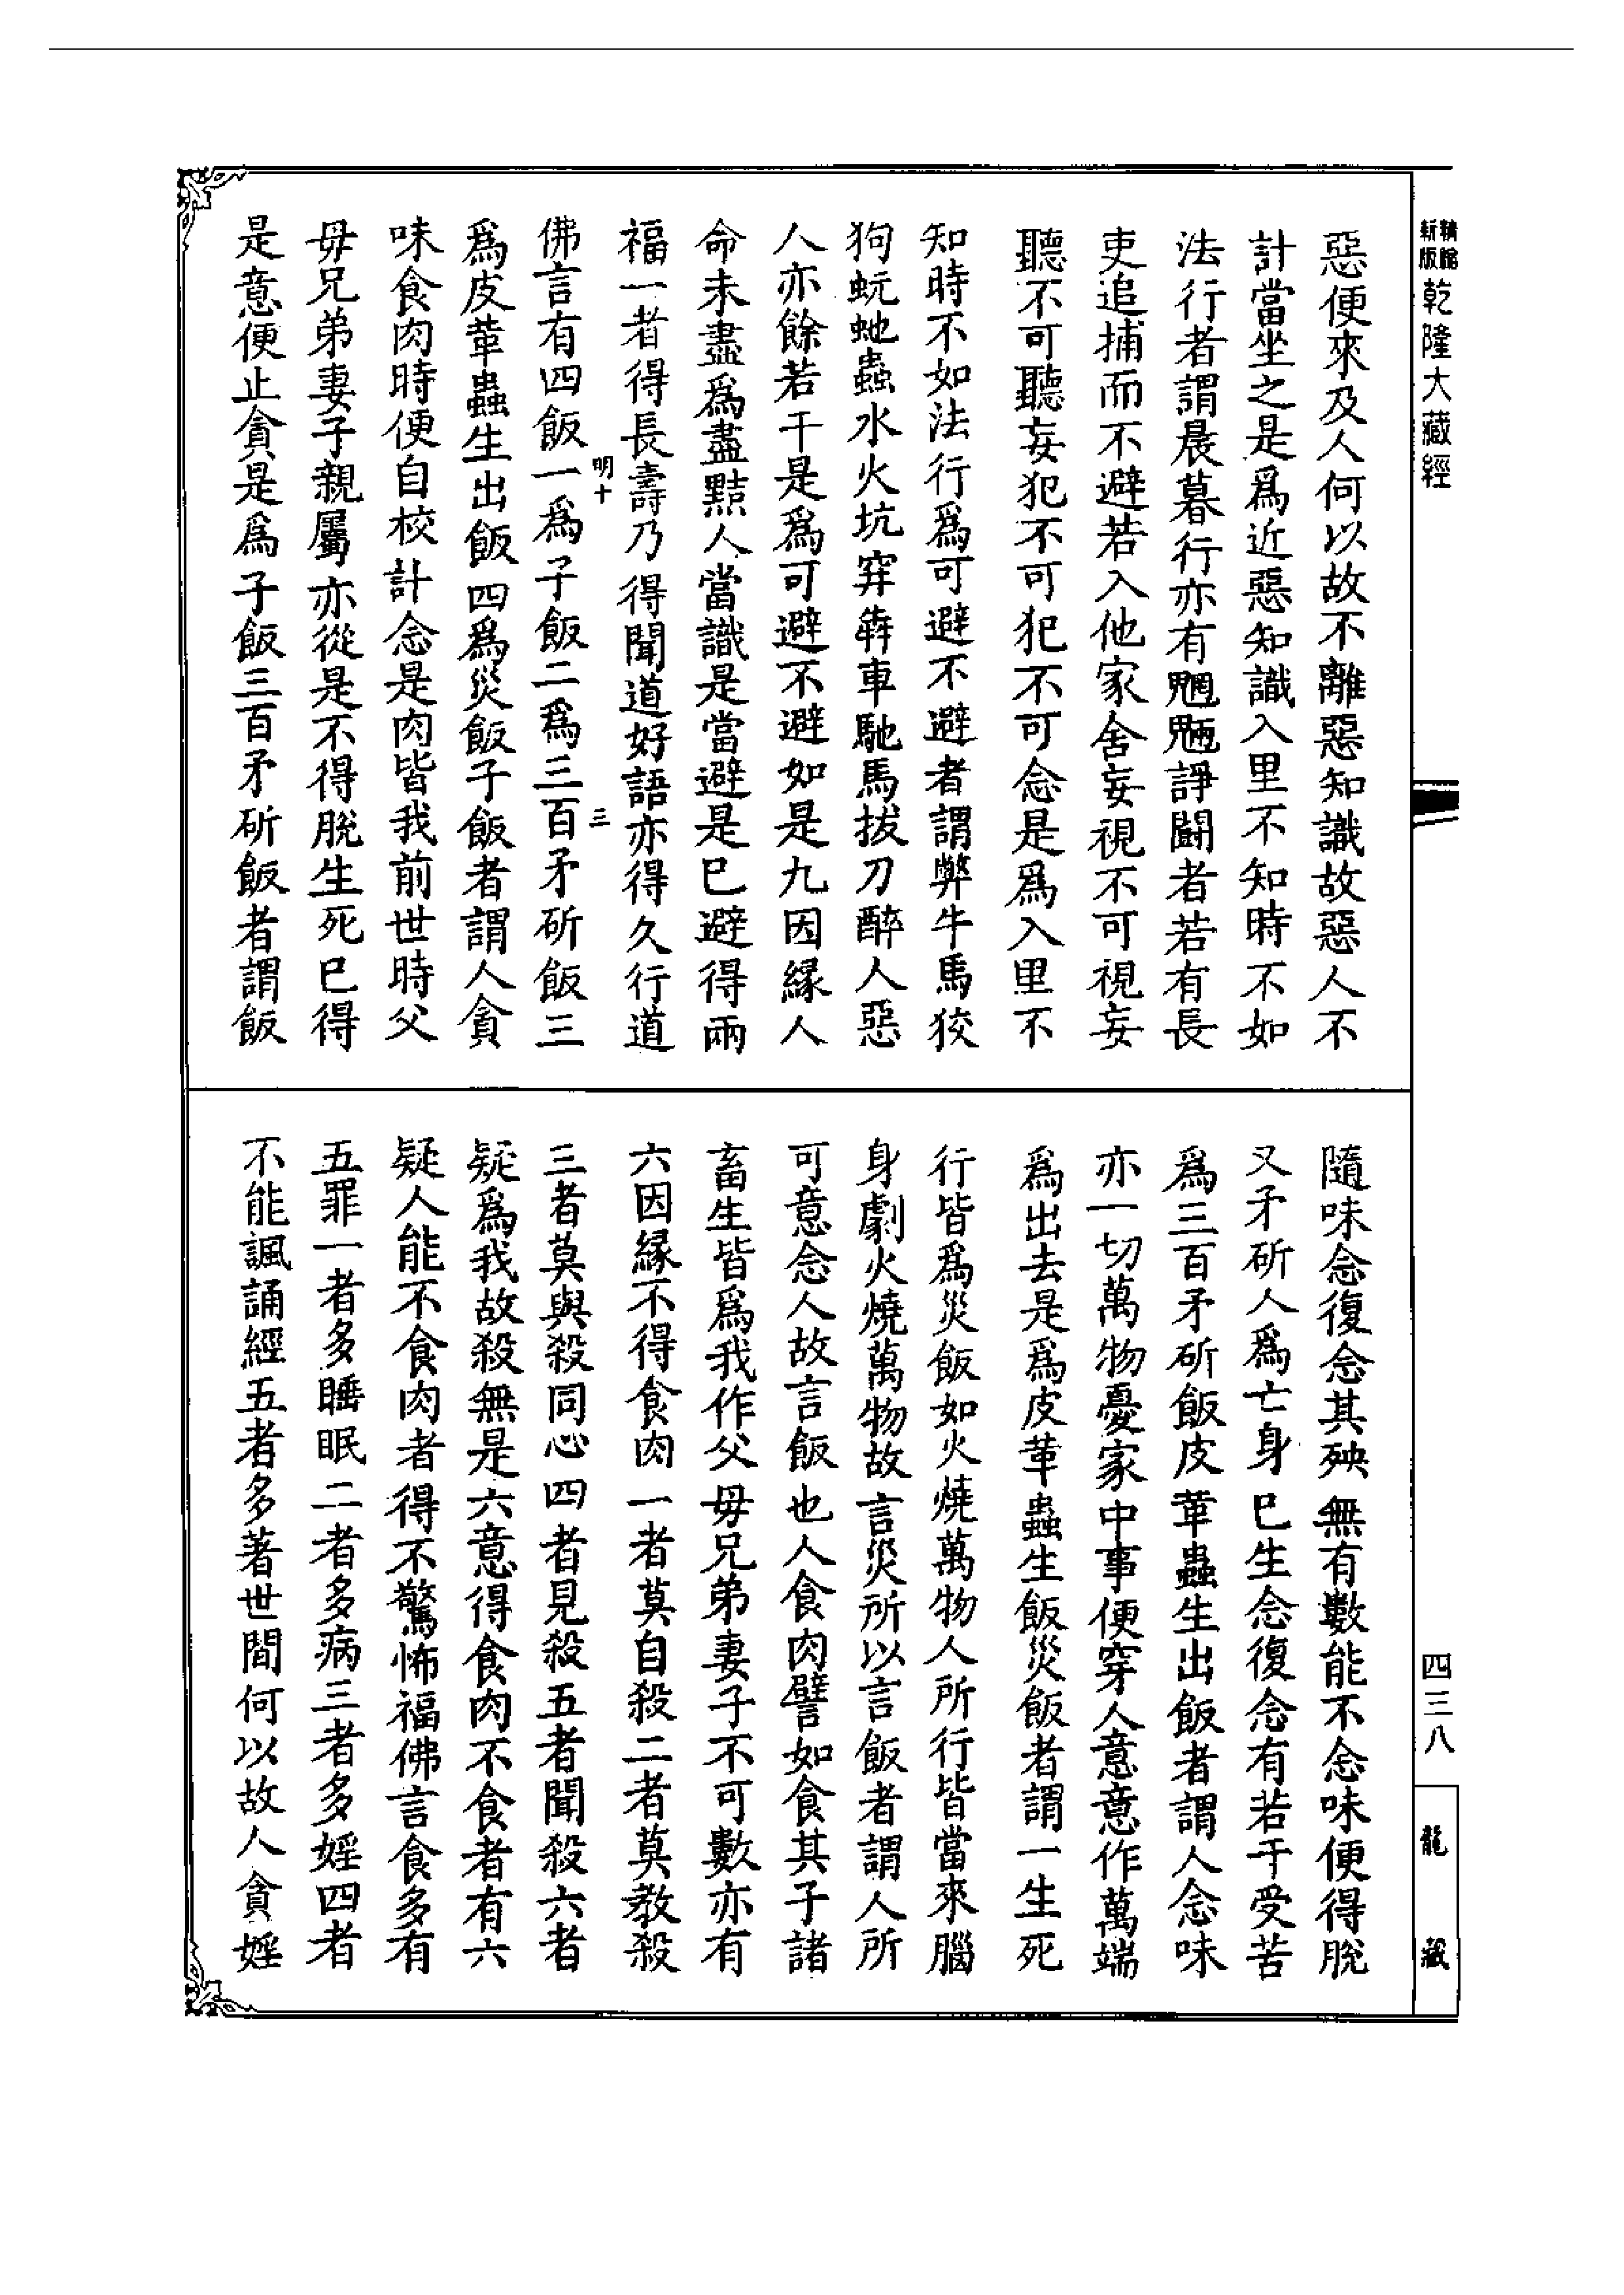 新版
精縮
乾隆大藏經
惡便來及人何以故不離惡知識故惡人不
計當坐之是爲近惡知識入里不知時不如
法行者謂晨暮行亦有魍魎諍鬪者若有長
吏追捕而不避若入他家舍妄視不可視妄
聽不可聽妄犯不可犯不可念是爲入里不
知時不如法行爲可避不避者謂弊牛馬狡
狗蚖虵蟲水火坑穽犇車馳馬拔刀醉人惡
人亦餘若干是爲可避不避如是九因緣人
命未盡爲盡黠人當識是當避是已避得兩
福一者得長壽乃得聞道好語亦得久行道
明十
三
佛言有四飯一爲子飯二爲三百矛斫飯三
爲皮革蟲生出飯四爲災飯子飯者謂人貪
味食肉時便自校計念是肉皆我前世時父
母兄弟妻子親屬亦從是不得脫生死已得
是意便止貪是爲子飯三百矛斫飯者謂飯
隨味念復念其殃無有數能不念味便得脫
又矛斫人爲亡身已生念復念有若干受苦
爲三百矛斫飯皮革蟲生出飯者謂人念味
亦一切萬物憂家中事便穿人意意作萬端
爲出去是爲皮革蟲生飯災飯者謂一生死
行皆爲災飯如火燒萬物人所行皆當來腦
身劇火燒萬物故言災所以言飯者謂人所
可意念人故言飯也人食肉譬如食其子諸
畜生皆爲我作父母兄弟妻子不可數亦有
六因緣不得食肉一者莫自殺二者莫教殺
三者莫與殺同心四者見殺五者聞殺六者
疑爲我故殺無是六意得食肉不食者有六
疑人能不食肉者得不驚怖福佛言食多有
五罪一者多睡眠二者多病三者多婬四者
不能諷誦經五者多著世間何以故人貪婬
四三八
龍藏